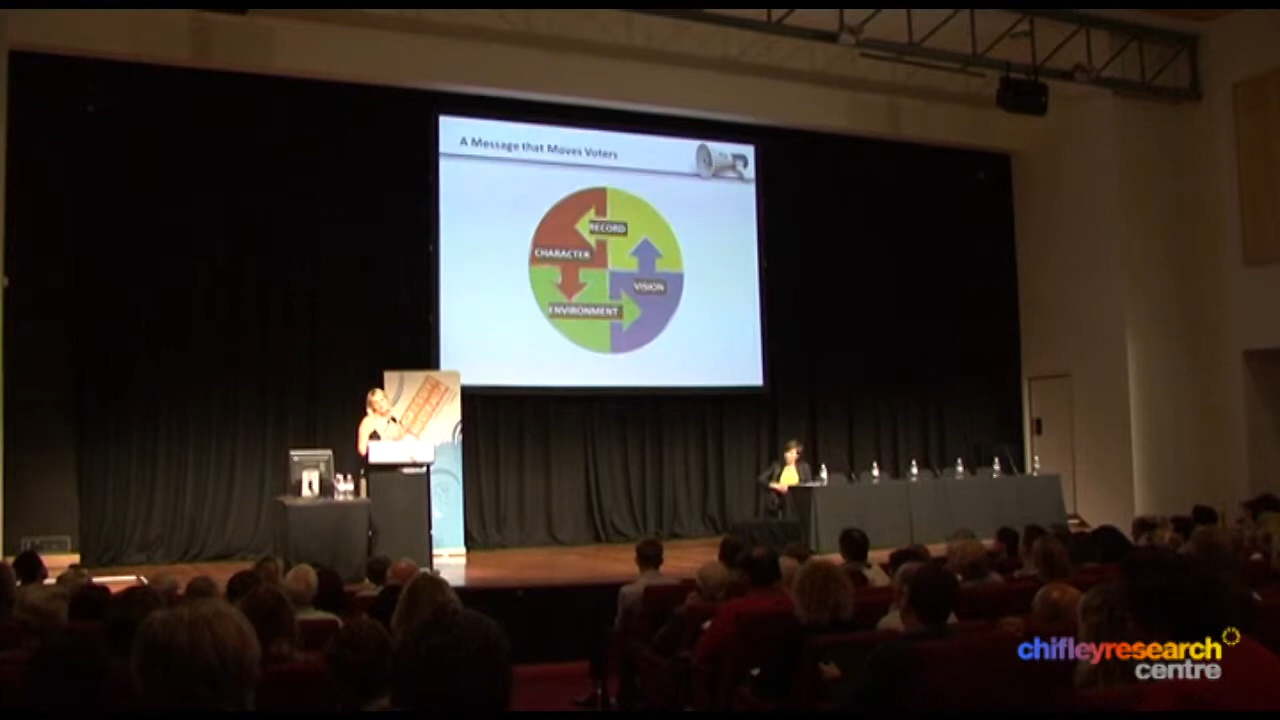 A Message that Moves Voters
RECORD
CHARACTER
VISION
ENVIRONMENT
chifleyresearch
centre